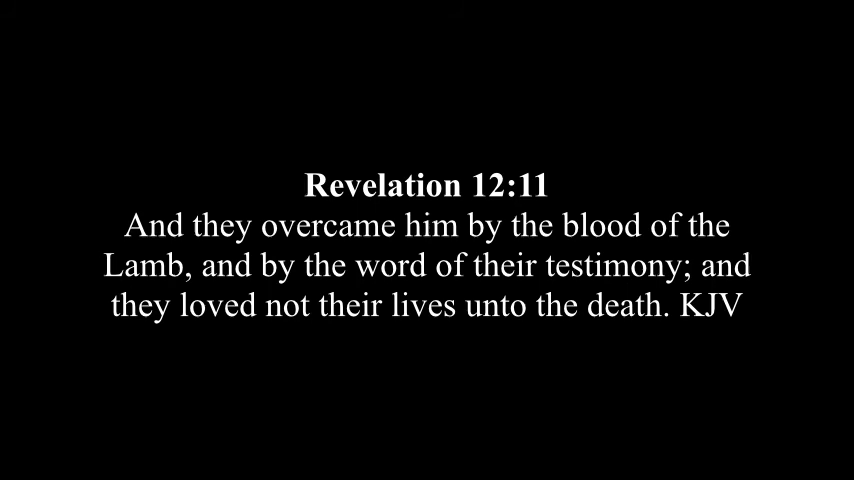 Revelation 12:11
And they overcame him by the blood of the
Lamb, and by the word of their testimony; and
they loved not their lives unto the death. KJV